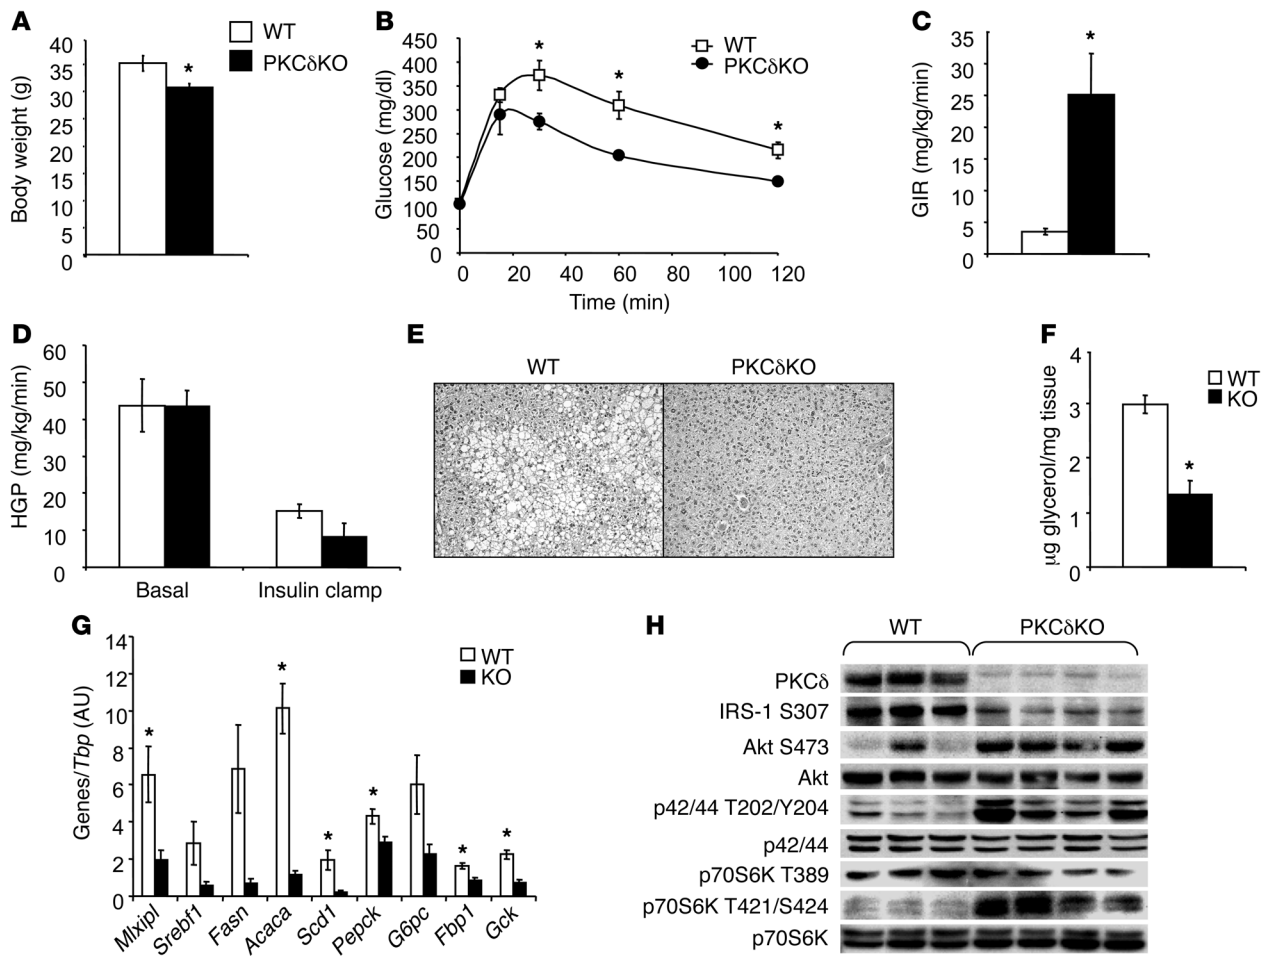 A
Body weight (g)
40
35
30
25
20
15
10
5
0
*
WT
PKCδKO
B
Glucose (mg/dl)
450
400
350
300
250
200
150
100
50
0
*
*
*
0 20 40 60 80 100 120
Time (min)
WT
PKCδKO
C
GIR (mg/kg/min)
35
30
25
20
15
10
5
0
*
D
HGP (mg/kg/min)
60
50
40
30
20
10
0
Basal Insulin clamp
E
WT PKCδKO
F
µg glycerol/mg tissue
4
3
2
1
0
*
WT
KO
G
Genes/Tbp (AU)
14
12
10
8
6
4
2
0
* * * * * *
WT
KO
Mlxipl Srebf1 Fasn Acaca Scd1 Pepck G6pc Fbp1 Gck
H
WT PKCδKO
PKCδ
IRS-1 S307
Akt S473
Akt
p42/44 T202/Y204
p42/44
p70S6K T389
p70S6K T421/S424
p70S6K